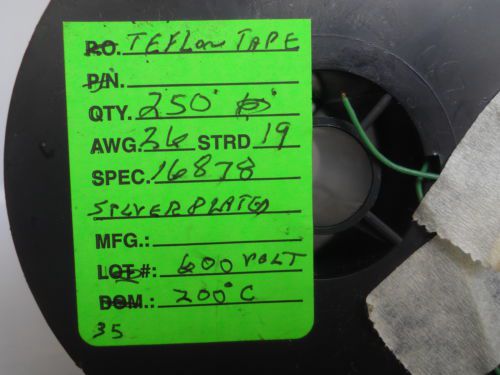 P.O. TEFLON TAPE
P/N.
QTY. 250'
AWG. 26 STRD 19
SPEC. 16878
SILVER PLATED
MFG.:
LOT #: 600 VOLT
DOM.: 200°C
35